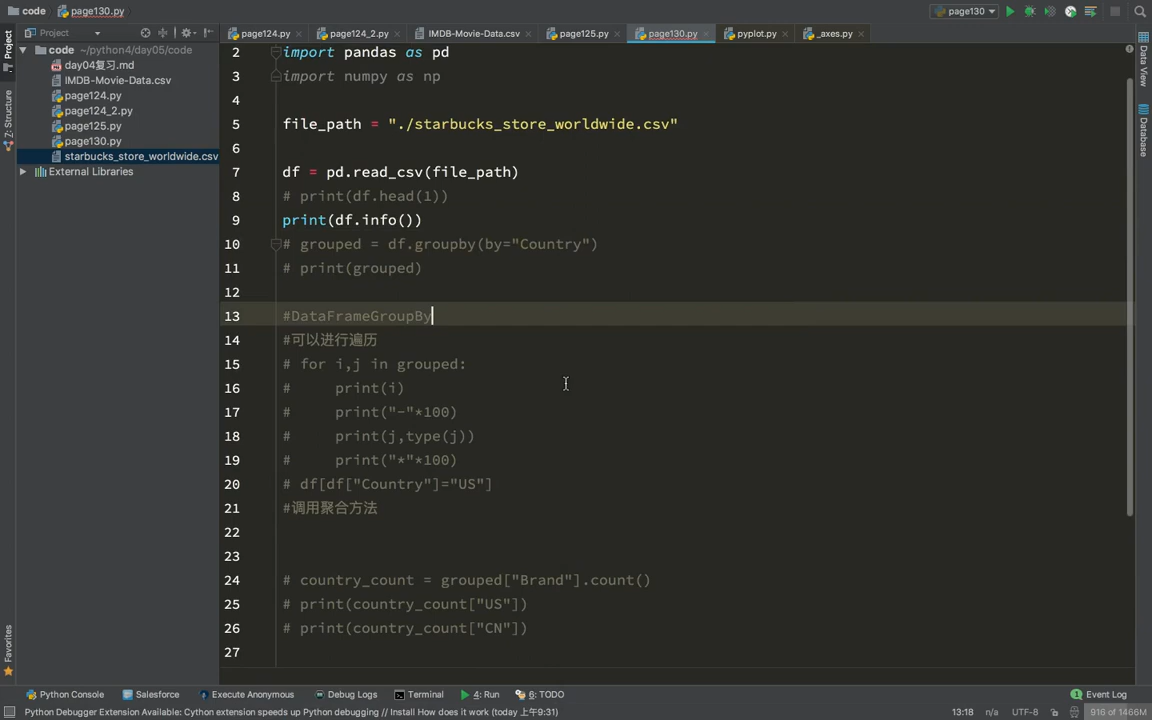 code page130.py
page130
Project
page124.py
page124_2.py
IMDB-Movie-Data.csv
page125.py
page130.py
pyplot.py
_axes.py
Project
Z: Structure
Favorites
code ~/python4/day05/code
day04复习.md
IMDB-Movie-Data.csv
page124.py
page124_2.py
page125.py
page130.py
starbucks_store_worldwide.csv
External Libraries
2 import pandas as pd
3 import numpy as np
4
5 file_path = "./starbucks_store_worldwide.csv"
6
7 df = pd.read_csv(file_path)
8 # print(df.head(1))
9 print(df.info())
10 # grouped = df.groupby(by="Country")
11 # print(grouped)
12
13 #DataFrameGroupBy
14 #可以进行遍历
15 # for i,j in grouped:
16 #     print(i)
17 #     print("-"*100)
18 #     print(j,type(j))
19 #     print("*"*100)
20 # df[df["Country"]="US"]
21 #调用聚合方法
22
23
24 # country_count = grouped["Brand"].count()
25 # print(country_count["US"])
26 # print(country_count["CN"])
27
Data View
Database
Python Console Salesforce Execute Anonymous Debug Logs Terminal 4: Run 6: TODO Event Log
Python Debugger Extension Available: Cython extension speeds up Python debugging // Install How does it work (today 上午9:31) 13:18 n/a UTF-8 916 of 1466M